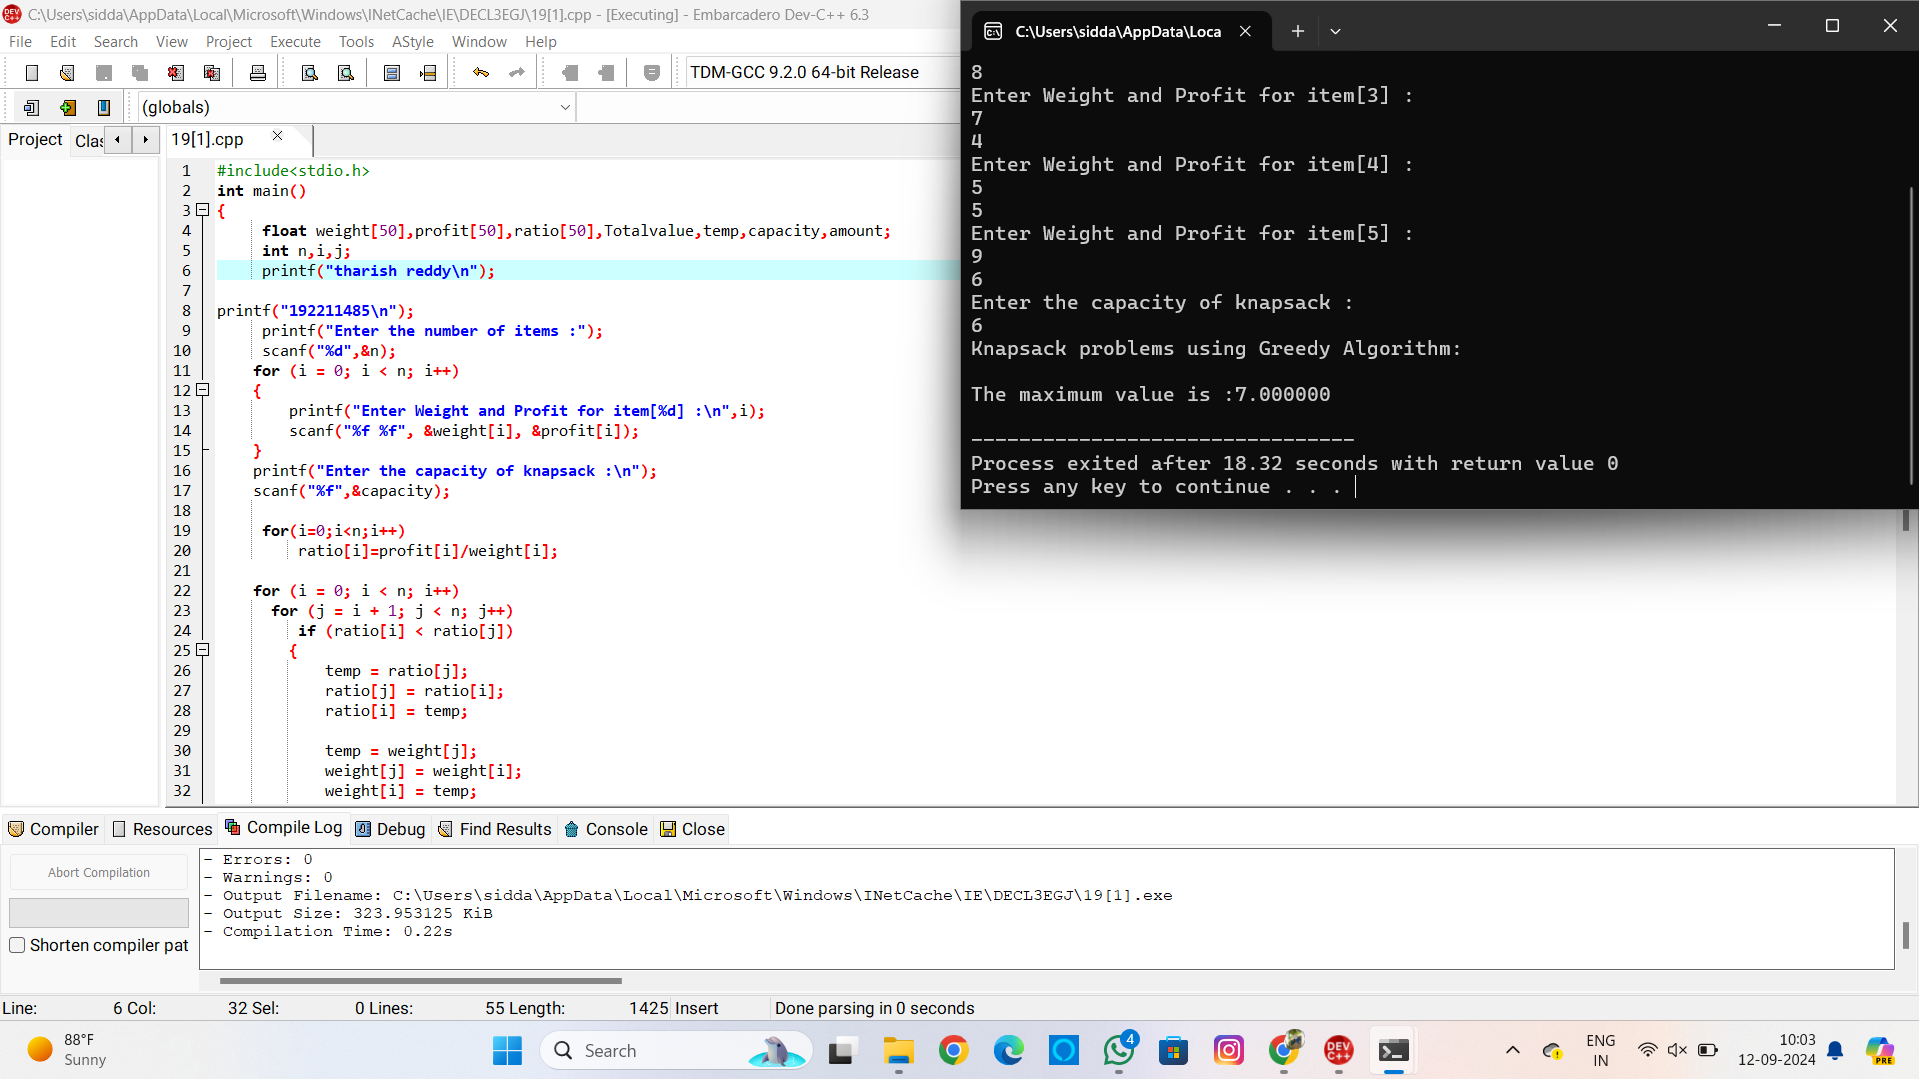 C:\Users\sidda\AppData\Local\Microsoft\Windows\INetCache\IE\DECL3EGJ\19[1].cpp - [Executing] - Embarcadero Dev-C++ 6.3
File Edit Search View Project Execute Tools AStyle Window Help
TDM-GCC 9.2.0 64-bit Release
(globals)
Project Clas
19[1].cpp
1 #include<stdio.h>
2 int main()
3 {
4 float weight[50],profit[50],ratio[50],Totalvalue,temp,capacity,amount;
5 int n,i,j;
6 printf("tharish reddy\n");
7
8 printf("192211485\n");
9 printf("Enter the number of items :");
10 scanf("%d",&n);
11 for (i = 0; i < n; i++)
12 {
13 printf("Enter Weight and Profit for item[%d] :\n",i);
14 scanf("%f %f", &weight[i], &profit[i]);
15 }
16 printf("Enter the capacity of knapsack :\n");
17 scanf("%f",&capacity);
18
19 for(i=0;i<n;i++)
20 ratio[i]=profit[i]/weight[i];
21
22 for (i = 0; i < n; i++)
23 for (j = i + 1; j < n; j++)
24 if (ratio[i] < ratio[j])
25 {
26 temp = ratio[j];
27 ratio[j] = ratio[i];
28 ratio[i] = temp;
29
30 temp = weight[j];
31 weight[j] = weight[i];
32 weight[i] = temp;
C:\Users\sidda\AppData\Loca
8
Enter Weight and Profit for item[3] :
7
4
Enter Weight and Profit for item[4] :
5
5
Enter Weight and Profit for item[5] :
9
6
Enter the capacity of knapsack :
6
Knapsack problems using Greedy Algorithm:
The maximum value is :7.000000
--------------------------------
Process exited after 18.32 seconds with return value 0
Press any key to continue . . .
Compiler Resources Compile Log Debug Find Results Console Close
Abort Compilation
Shorten compiler pat
- Errors: 0
- Warnings: 0
- Output Filename: C:\Users\sidda\AppData\Local\Microsoft\Windows\INetCache\IE\DECL3EGJ\19[1].exe
- Output Size: 323.953125 KiB
- Compilation Time: 0.22s
Line: 6 Col: 32 Sel: 0 Lines: 55 Length: 1425 Insert Done parsing in 0 seconds
88°F
Sunny
Search
4
DEV C++
ENG
IN
10:03
12-09-2024
PRE